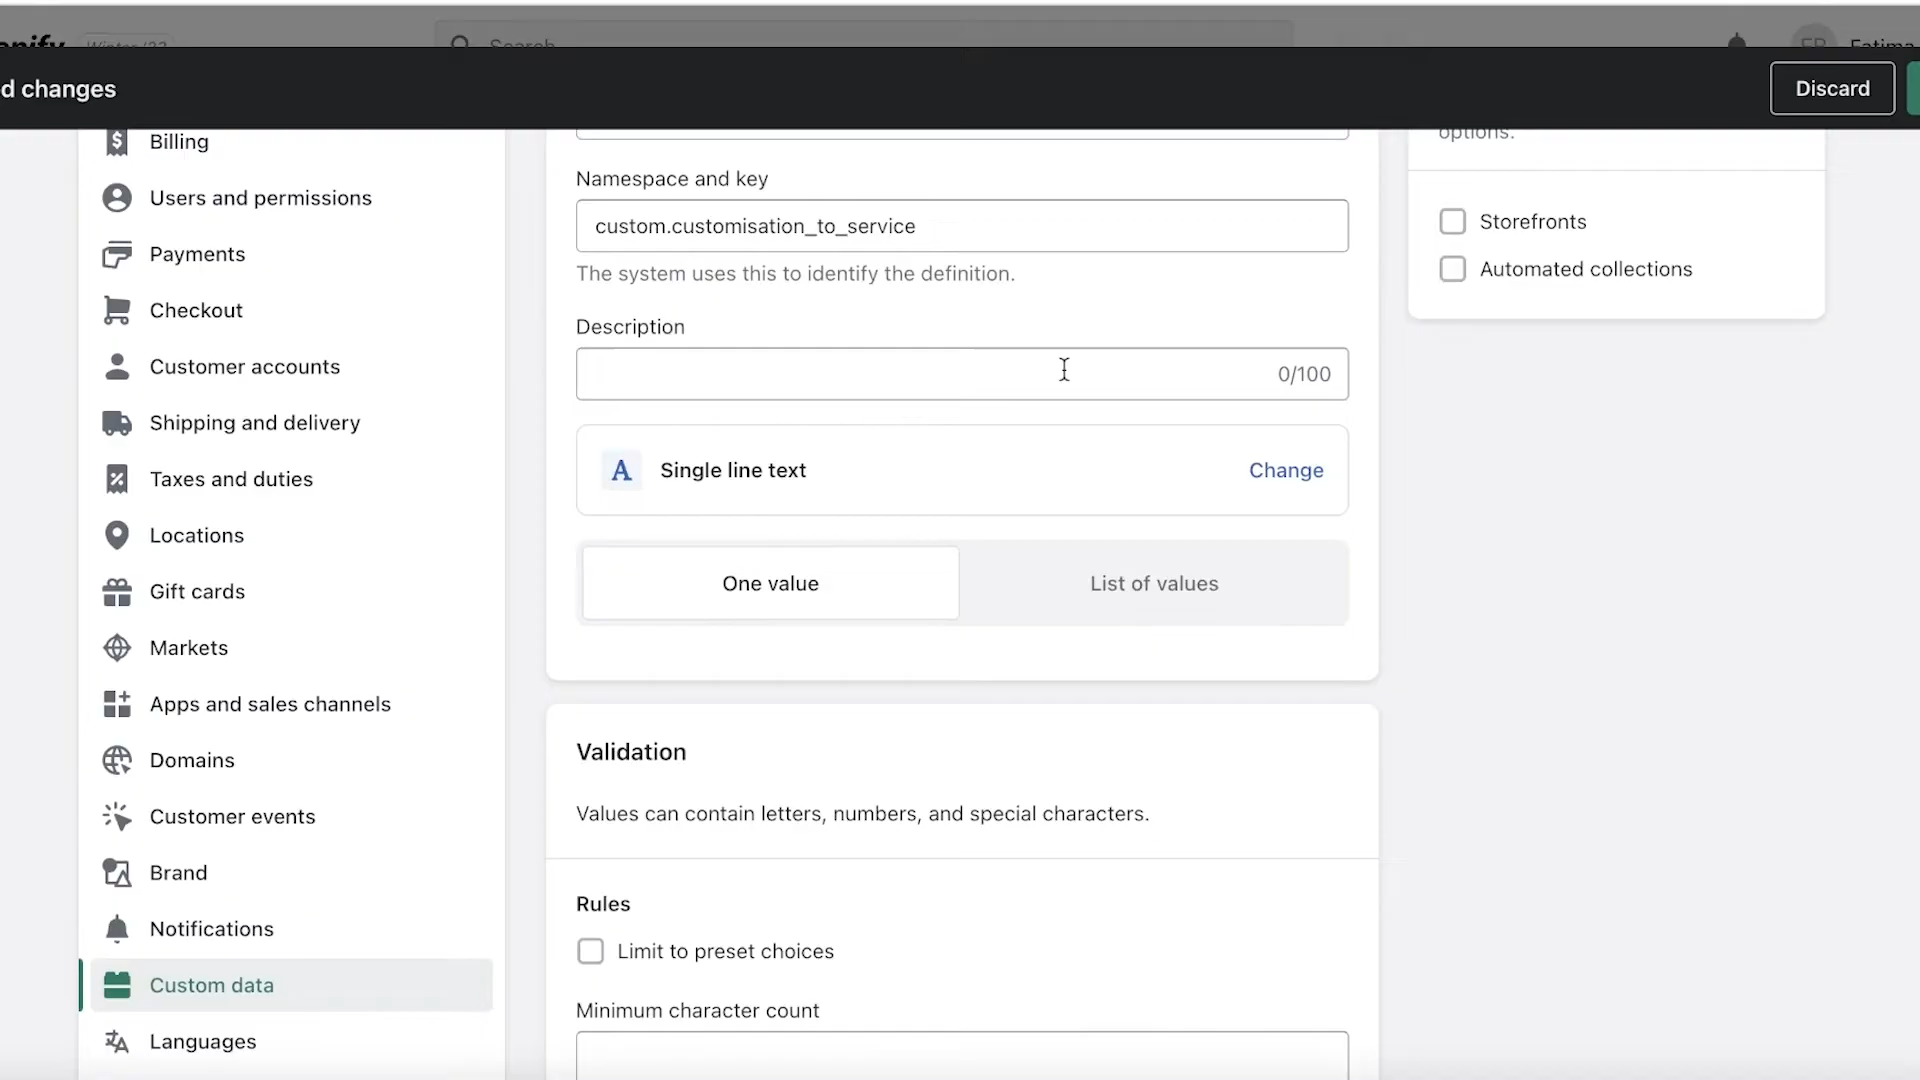 Search
d changes
Discard
Billing
Users and permissions
Payments
Checkout
Customer accounts
Shipping and delivery
Taxes and duties
Locations
Gift cards
Markets
Apps and sales channels
Domains
Customer events
Brand
Notifications
Custom data
Languages
Namespace and key
custom.customisation_to_service
The system uses this to identify the definition.
Description
0/100
A Single line text
Change
One value
List of values
Validation
Values can contain letters, numbers, and special characters.
Rules
Limit to preset choices
Minimum character count
options.
Storefronts
Automated collections